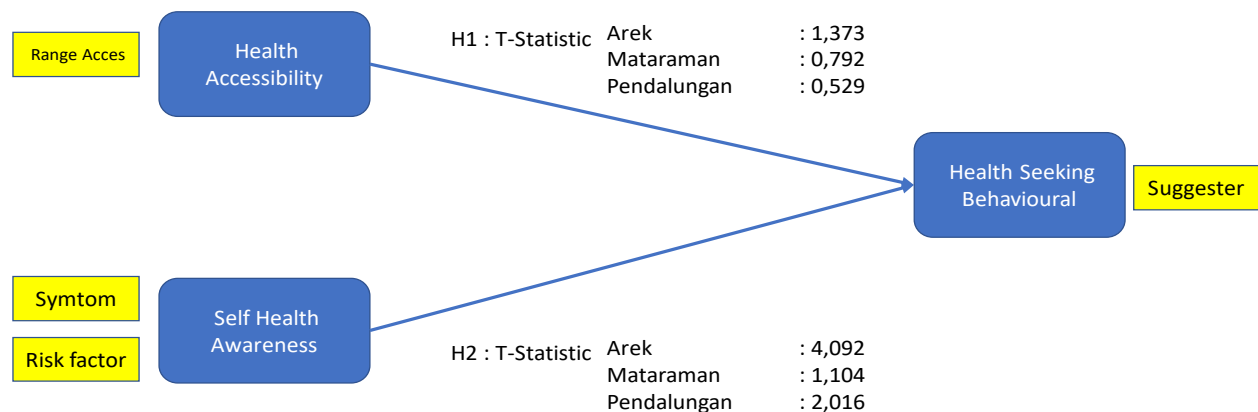 Range Acces
Health
Accessibility
H1 : T-Statistic
Arek : 1,373
Mataraman : 0,792
Pendalungan : 0,529
Health Seeking
Behavioural
Suggester
Symtom
Risk factor
Self Health
Awareness
H2 : T-Statistic
Arek : 4,092
Mataraman : 1,104
Pendalungan : 2,016